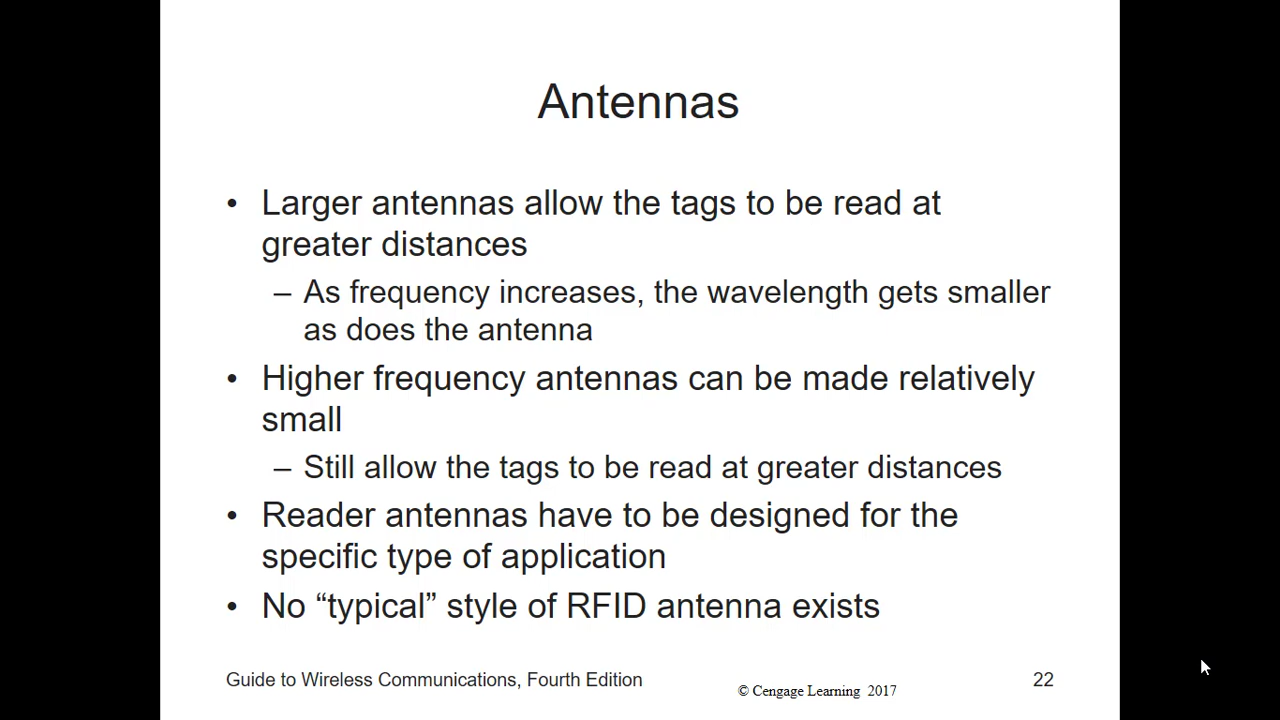 Antennas
• Larger antennas allow the tags to be read at
greater distances
– As frequency increases, the wavelength gets smaller
as does the antenna
• Higher frequency antennas can be made relatively
small
– Still allow the tags to be read at greater distances
• Reader antennas have to be designed for the
specific type of application
• No “typical” style of RFID antenna exists
Guide to Wireless Communications, Fourth Edition
© Cengage Learning 2017
22